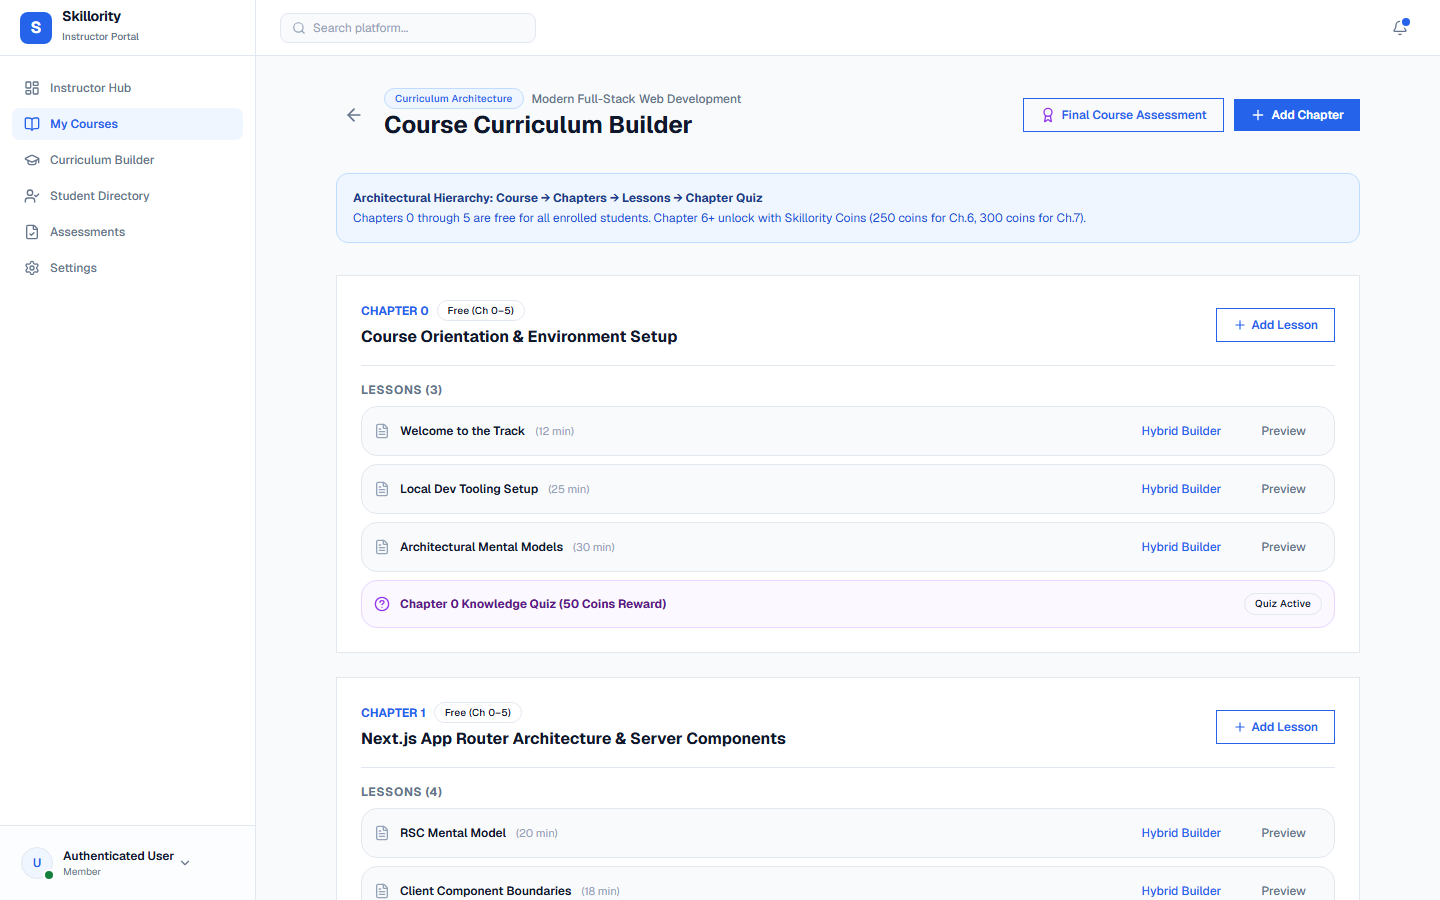 S
Skillority
Instructor Portal
Search platform...
Instructor Hub
My Courses
Curriculum Builder
Student Directory
Assessments
Settings
U
Authenticated User
Member
Curriculum Architecture
Modern Full-Stack Web Development
Course Curriculum Builder
Final Course Assessment
+ Add Chapter
Architectural Hierarchy: Course → Chapters → Lessons → Chapter Quiz
Chapters 0 through 5 are free for all enrolled students. Chapter 6+ unlock with Skillority Coins (250 coins for Ch.6, 300 coins for Ch.7).
CHAPTER 0 Free (Ch 0–5)
Course Orientation & Environment Setup
+ Add Lesson
LESSONS (3)
Welcome to the Track (12 min) Hybrid Builder Preview
Local Dev Tooling Setup (25 min) Hybrid Builder Preview
Architectural Mental Models (30 min) Hybrid Builder Preview
Chapter 0 Knowledge Quiz (50 Coins Reward) Quiz Active
CHAPTER 1 Free (Ch 0–5)
Next.js App Router Architecture & Server Components
+ Add Lesson
LESSONS (4)
RSC Mental Model (20 min) Hybrid Builder Preview
Client Component Boundaries (18 min) Hybrid Builder Preview